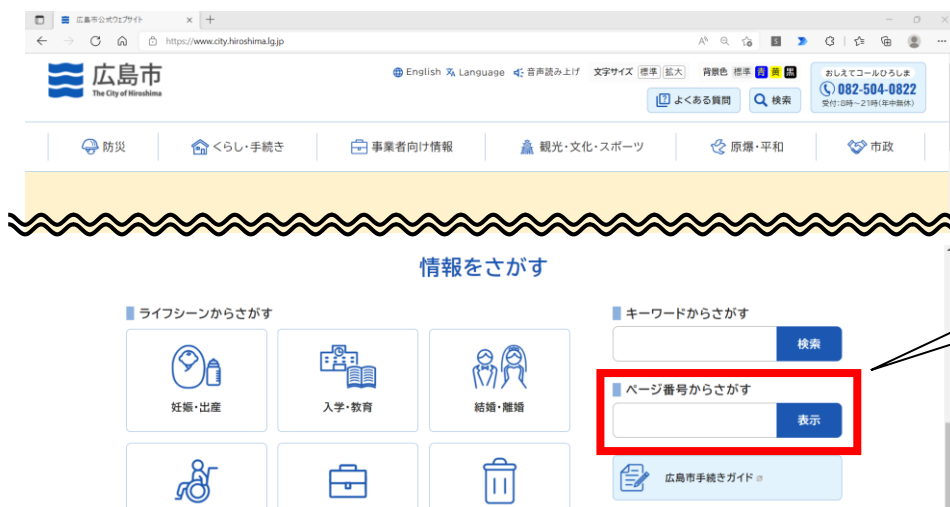 広島市公式ウェブサイト
https://www.city.hiroshima.lg.jp
広島市
The City of Hiroshima
English Language 音声読み上げ 文字サイズ 標準 拡大 背景色 標準 青 黄 黒
おしえてコールひろしま
082-504-0822
受付:8時~21時(年中無休)
よくある質問 検索
防災 くらし・手続き 事業者向け情報 観光・文化・スポーツ 原爆・平和 市政
情報をさがす
ライフシーンからさがす
妊娠・出産 入学・教育 結婚・離婚
キーワードからさがす
検索
ページ番号からさがす
表示
広島市手続きガイド